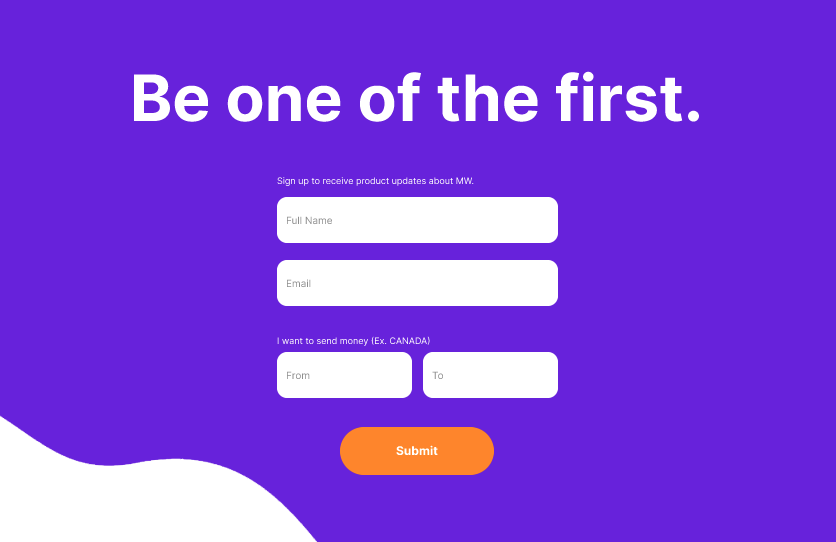 Be one of the first.
Sign up to receive product updates about MW.
Full Name
Email
I want to send money (Ex. CANADA)
From To
Submit